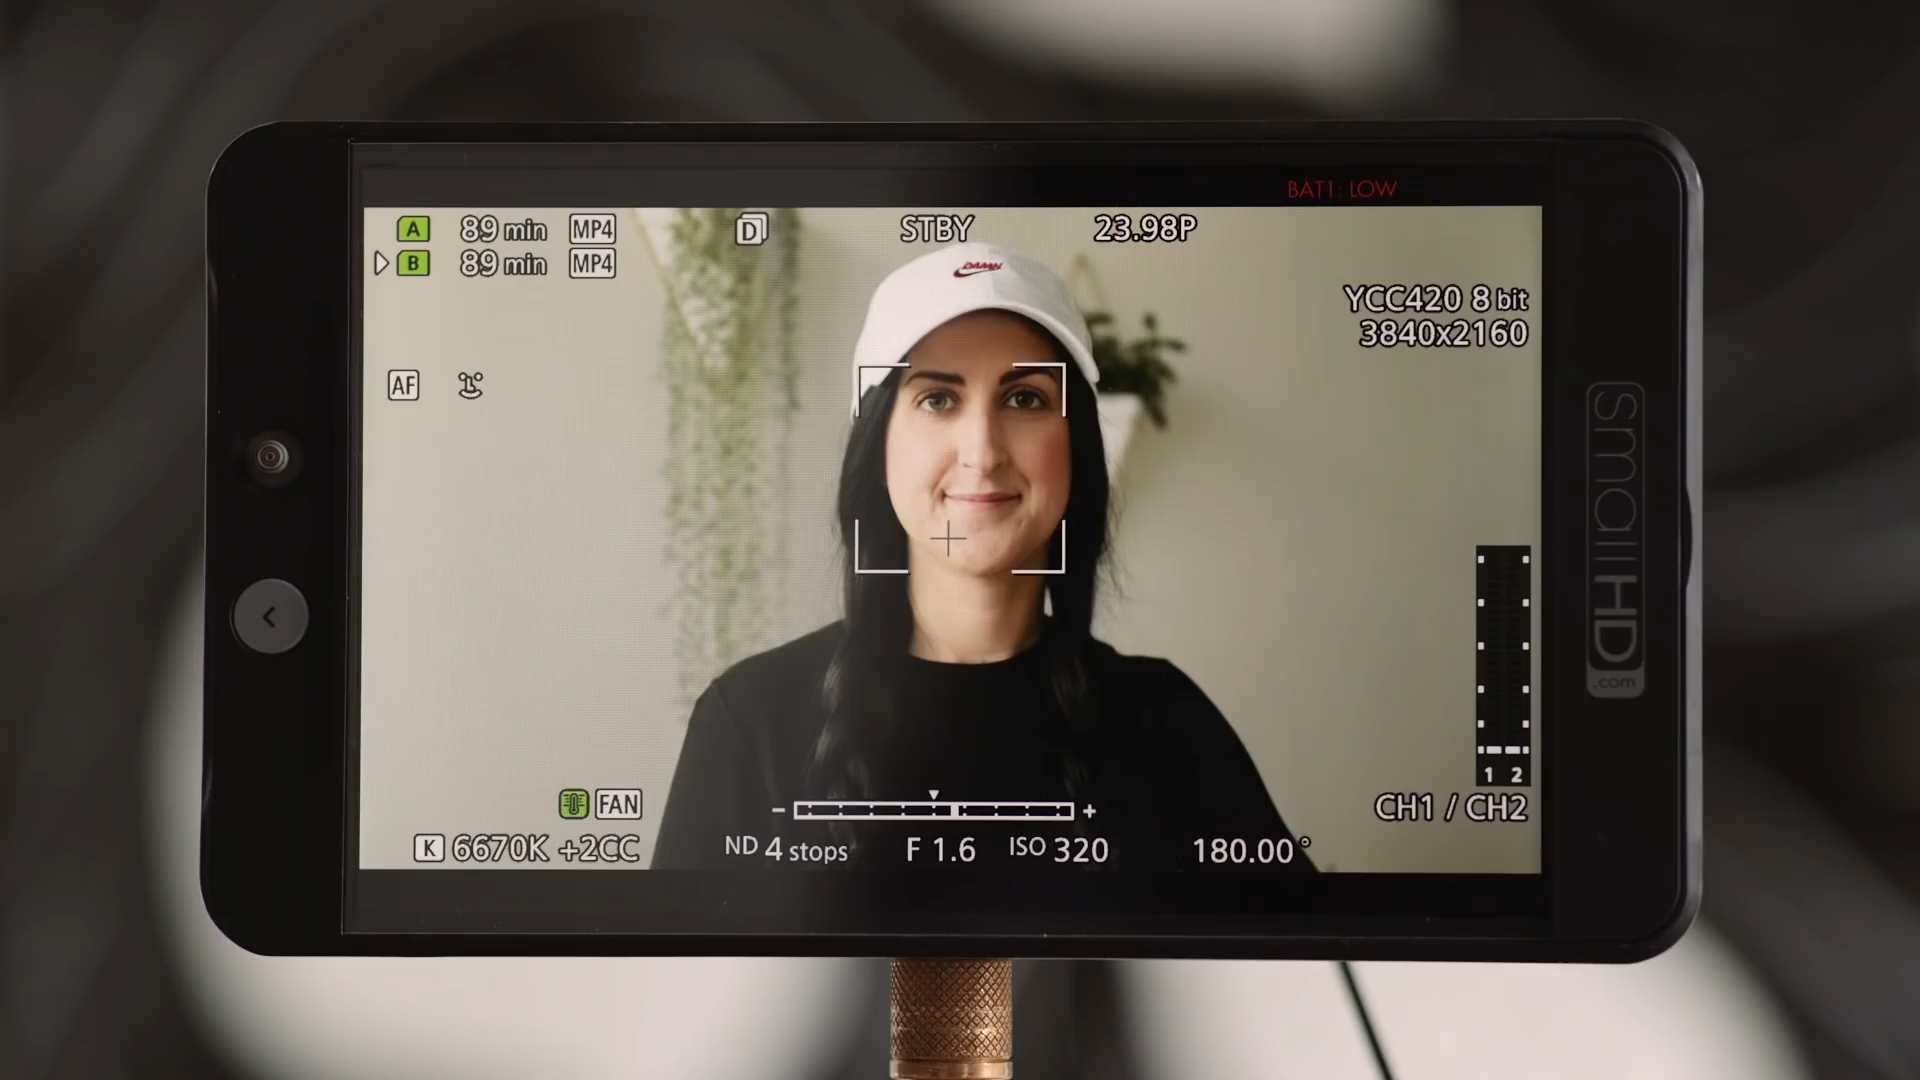 BAT1: LOW
A 89 min MP4 D STBY 23.98P
B 89 min MP4
DAMN
YCC420 8 bit
3840x2160
AF
smallHD
.com
1 2
CH1 / CH2
FAN
- +
K 6670K +2CC ND 4 stops F 1.6 ISO 320 180.00°